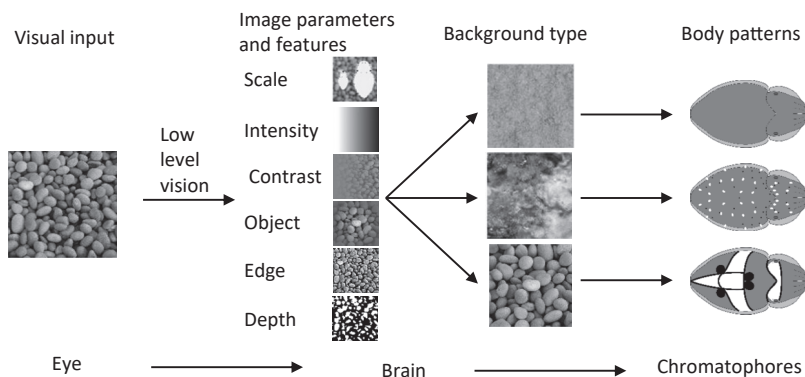 Visual input
Image parameters
and features
Background type
Body patterns
Scale
Intensity
Low
level
vision
Contrast
Object
Edge
Depth
Eye
Brain
Chromatophores